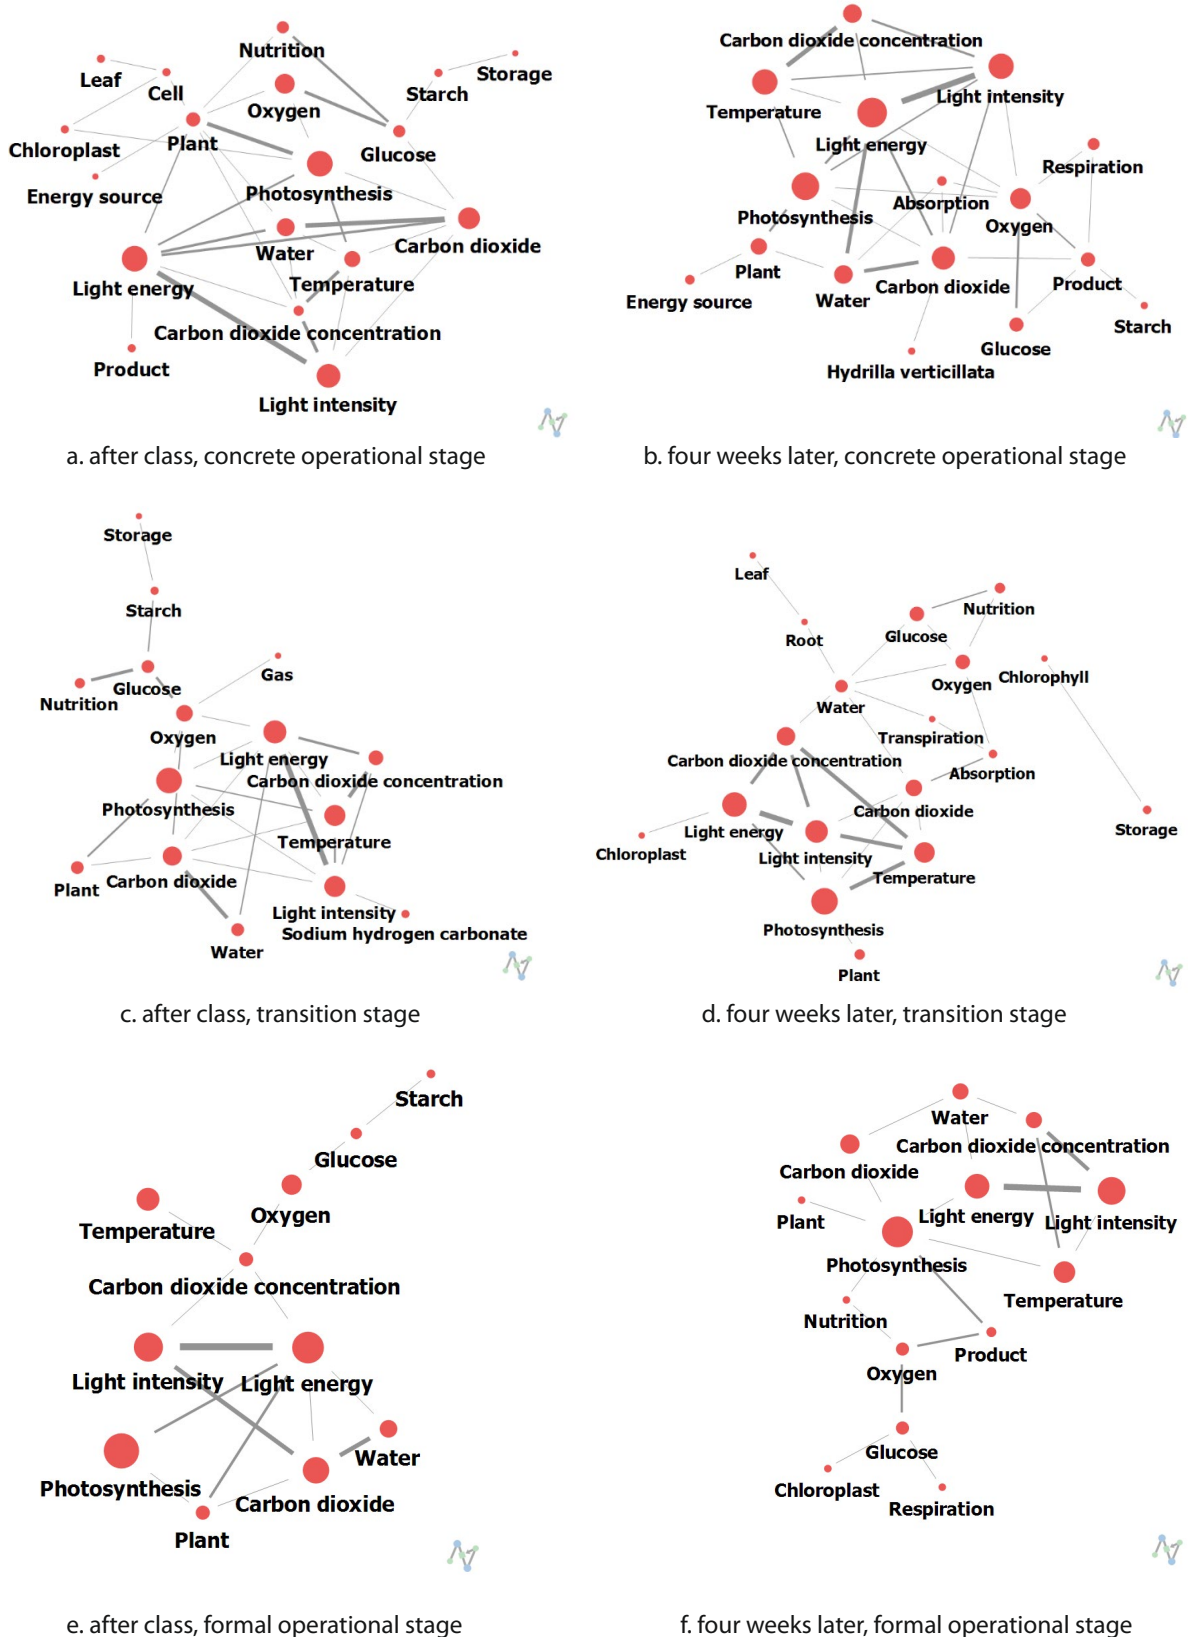 Nutrition
Leaf
Cell
Oxygen
Storage
Starch
Plant
Chloroplast
Glucose
Energy source
Photosynthesis
Water
Carbon dioxide
Temperature
Light energy
Carbon dioxide concentration
Product
Light intensity
a. after class, concrete operational stage
Carbon dioxide concentration
Temperature
Light intensity
Light energy
Respiration
Absorption
Photosynthesis
Oxygen
Plant
Energy source
Water
Carbon dioxide
Product
Starch
Glucose
Hydrilla verticillata
b. four weeks later, concrete operational stage
Storage
Starch
Gas
Nutrition
Glucose
Oxygen
Light energy
Carbon dioxide concentration
Photosynthesis
Temperature
Plant
Carbon dioxide
Light intensity
Sodium hydrogen carbonate
Water
c. after class, transition stage
Leaf
Nutrition
Root
Glucose
Oxygen
Chlorophyll
Water
Transpiration
Carbon dioxide concentration
Absorption
Carbon dioxide
Storage
Light energy
Chloroplast
Light intensity
Temperature
Photosynthesis
Plant
d. four weeks later, transition stage
Starch
Glucose
Oxygen
Temperature
Carbon dioxide concentration
Light intensity
Light energy
Water
Photosynthesis
Carbon dioxide
Plant
e. after class, formal operational stage
Water
Carbon dioxide concentration
Carbon dioxide
Plant
Light energy
Light intensity
Photosynthesis
Temperature
Nutrition
Product
Oxygen
Glucose
Chloroplast
Respiration
f. four weeks later, formal operational stage